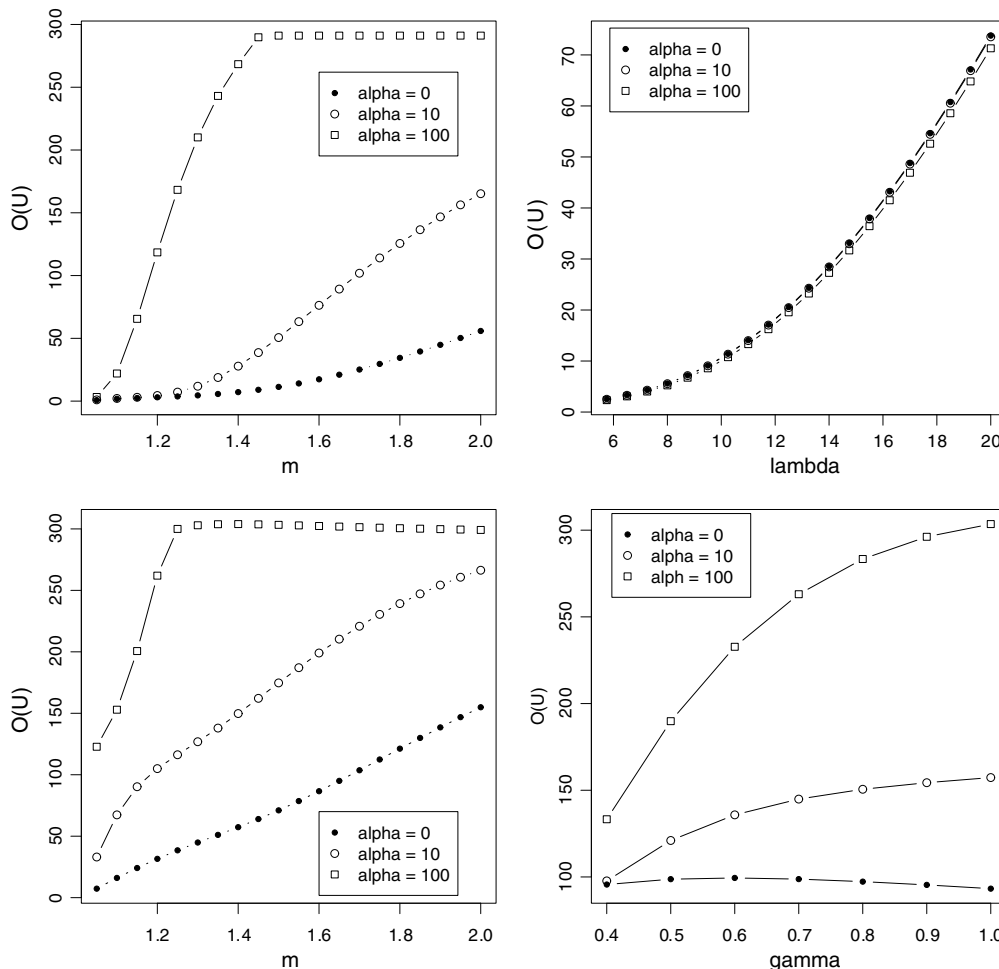 O(U)
300
250
200
150
100
50
0
alpha = 0
alpha = 10
alpha = 100
1.2 1.4 1.6 1.8 2.0
m
O(U)
70
60
50
40
30
20
10
0
alpha = 0
alpha = 10
alpha = 100
6 8 10 12 14 16 18 20
lambda
O(U)
300
250
200
150
100
50
0
alpha = 0
alpha = 10
alpha = 100
1.2 1.4 1.6 1.8 2.0
m
O(U)
300
250
200
150
100
alpha = 0
alpha = 10
alph = 100
0.4 0.5 0.6 0.7 0.8 0.9 1.0
gamma